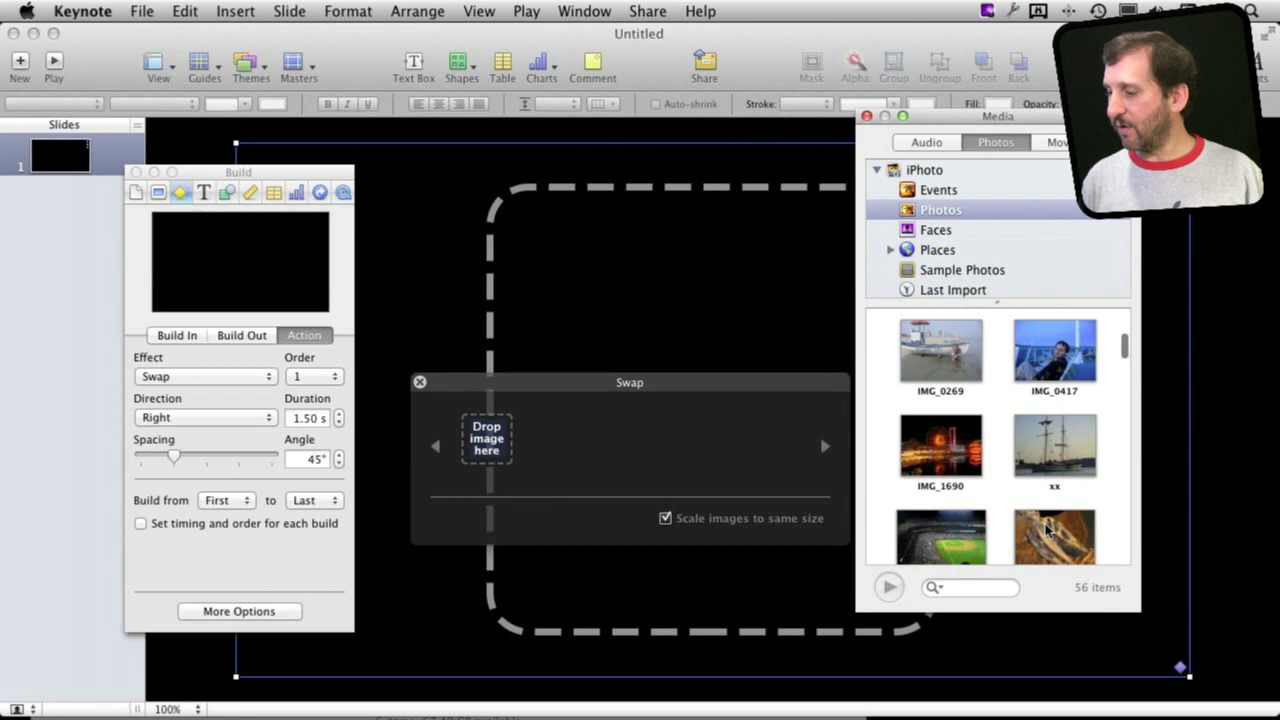 Keynote File Edit Insert Slide Format Arrange View Play Window Share Help
Untitled
New Play View Guides Themes Masters Text Box Shapes Table Charts Comment Share Mask Alpha Group Ungroup Front Back
B I U Auto-shrink Stroke: Fill: Opacity:
Slides
1
Build
Build In Build Out Action
Effect Order
Swap 1
Direction Duration
Right 1.50 s
Spacing Angle
45°
Build from First to Last
Set timing and order for each build
More Options
Swap
Drop
image
here
Scale images to same size
Media
Audio Photos
iPhoto
Events
Photos
Faces
Places
Sample Photos
Last Import
IMG_0269 IMG_0417
IMG_1690 xx
56 items
100%